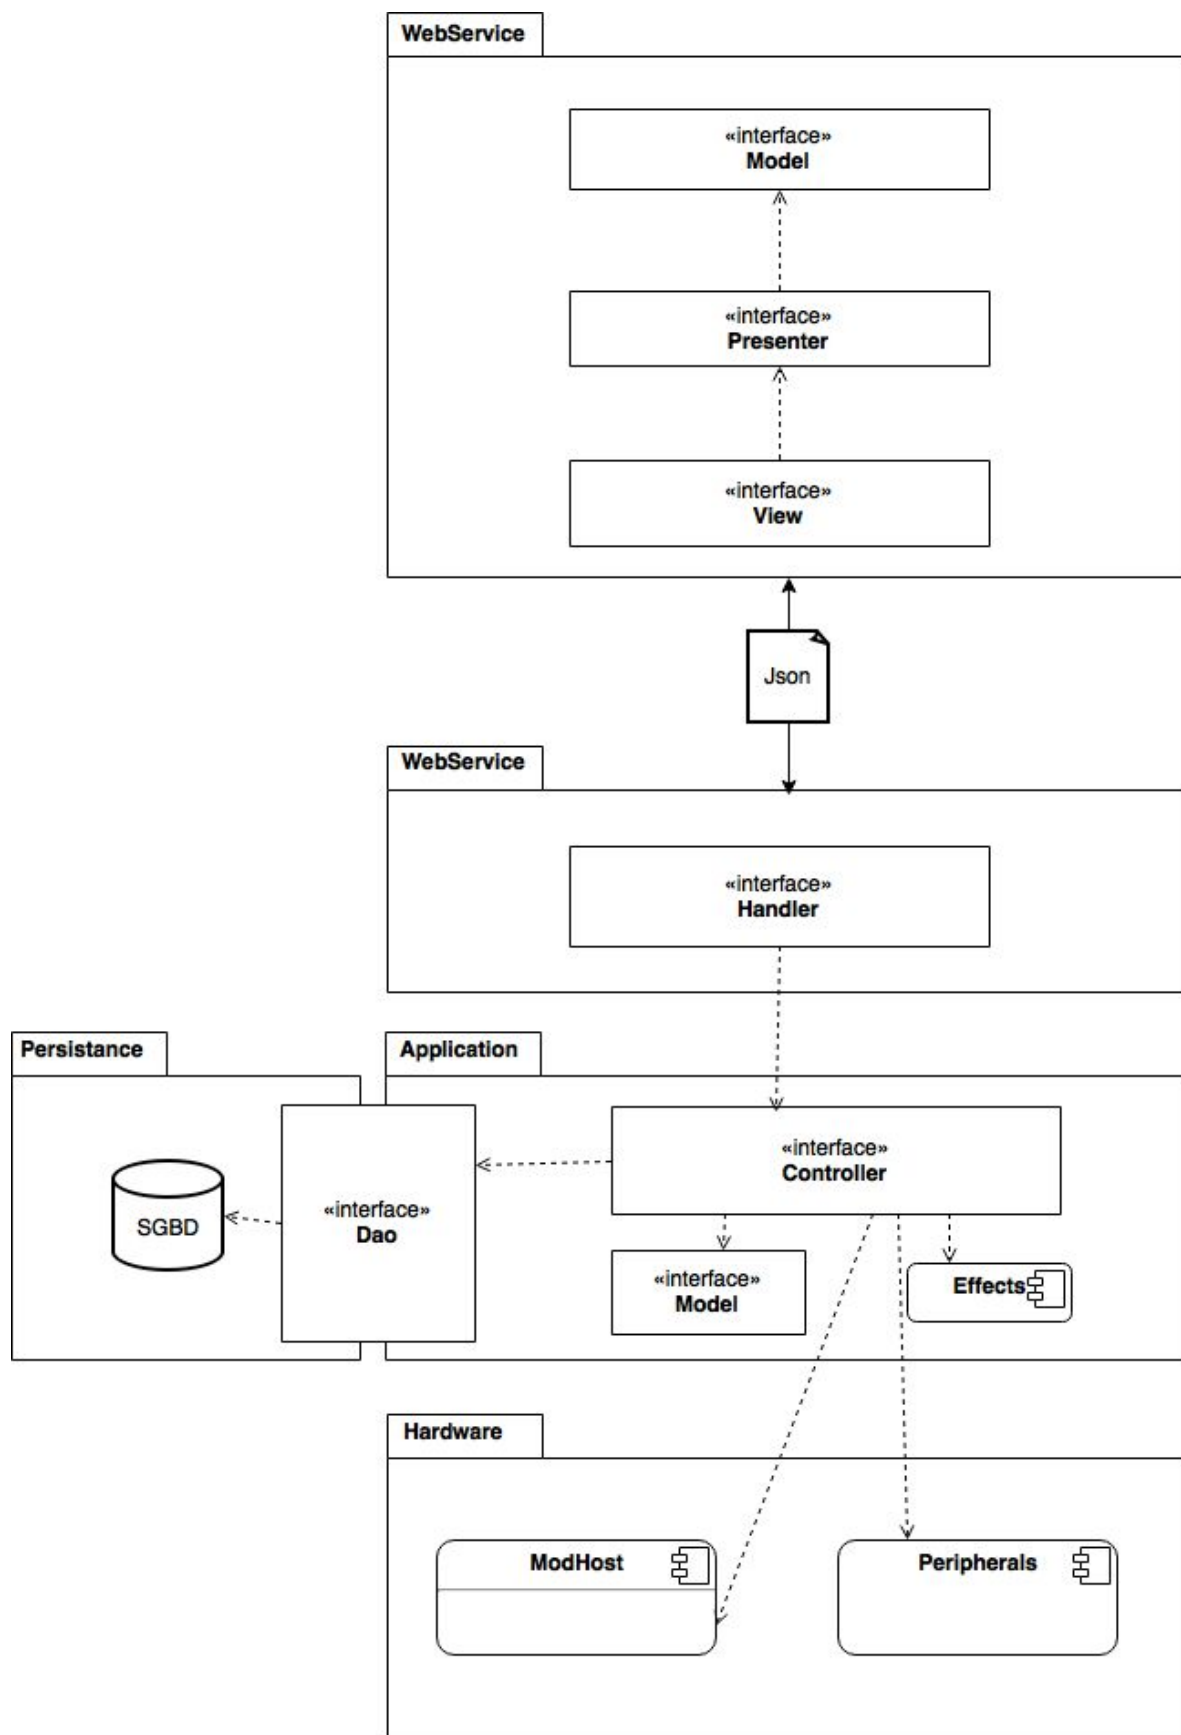 WebService
«interface»
Model
«interface»
Presenter
«interface»
View
Json
WebService
«interface»
Handler
Persistance
Application
«interface»
Controller
SGBD
«interface»
Dao
«interface»
Model
Effects
Hardware
ModHost
Peripherals